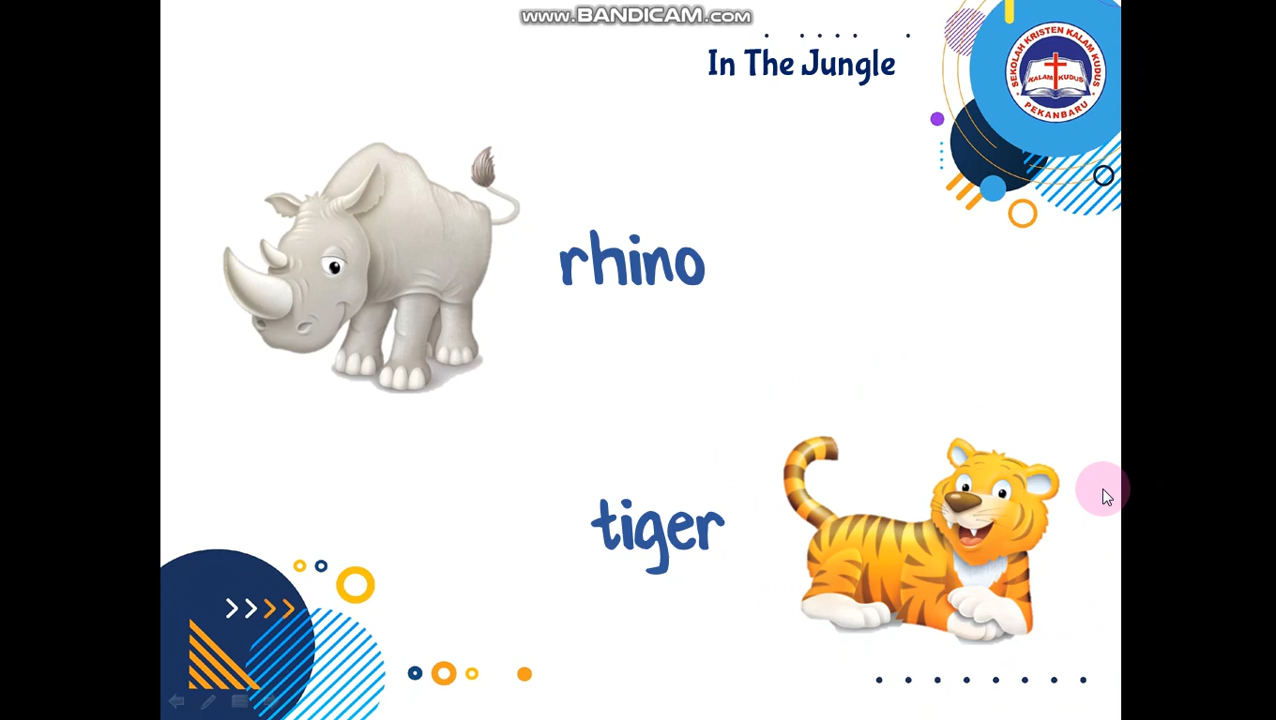 www.BANDICAM.com
In The Jungle
SEKOLAH KRISTEN KALAM KUDUS
KALAM KUDUS
PEKANBARU
rhino
tiger